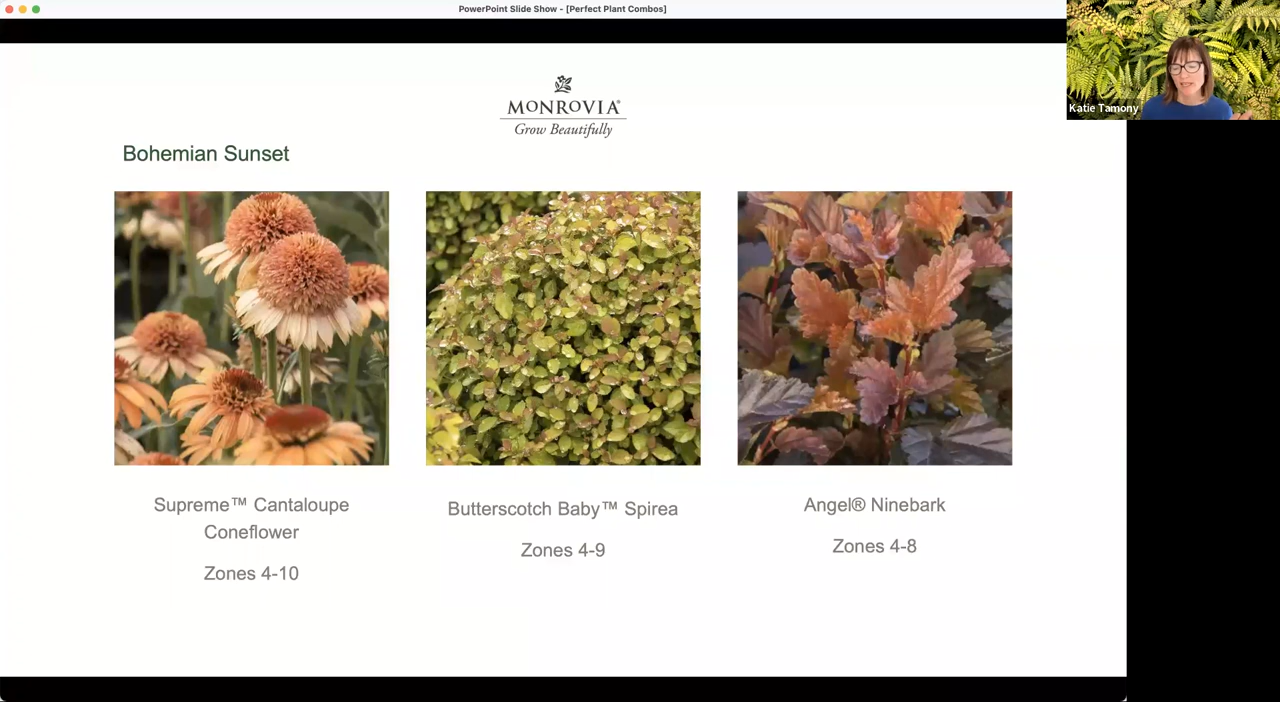 PowerPoint Slide Show - [Perfect Plant Combos]
Katie Tamony
MONROVIA®
Grow Beautifully
Bohemian Sunset
Supreme™ Cantaloupe
Coneflower
Zones 4-10
Butterscotch Baby™ Spirea
Zones 4-9
Angel® Ninebark
Zones 4-8